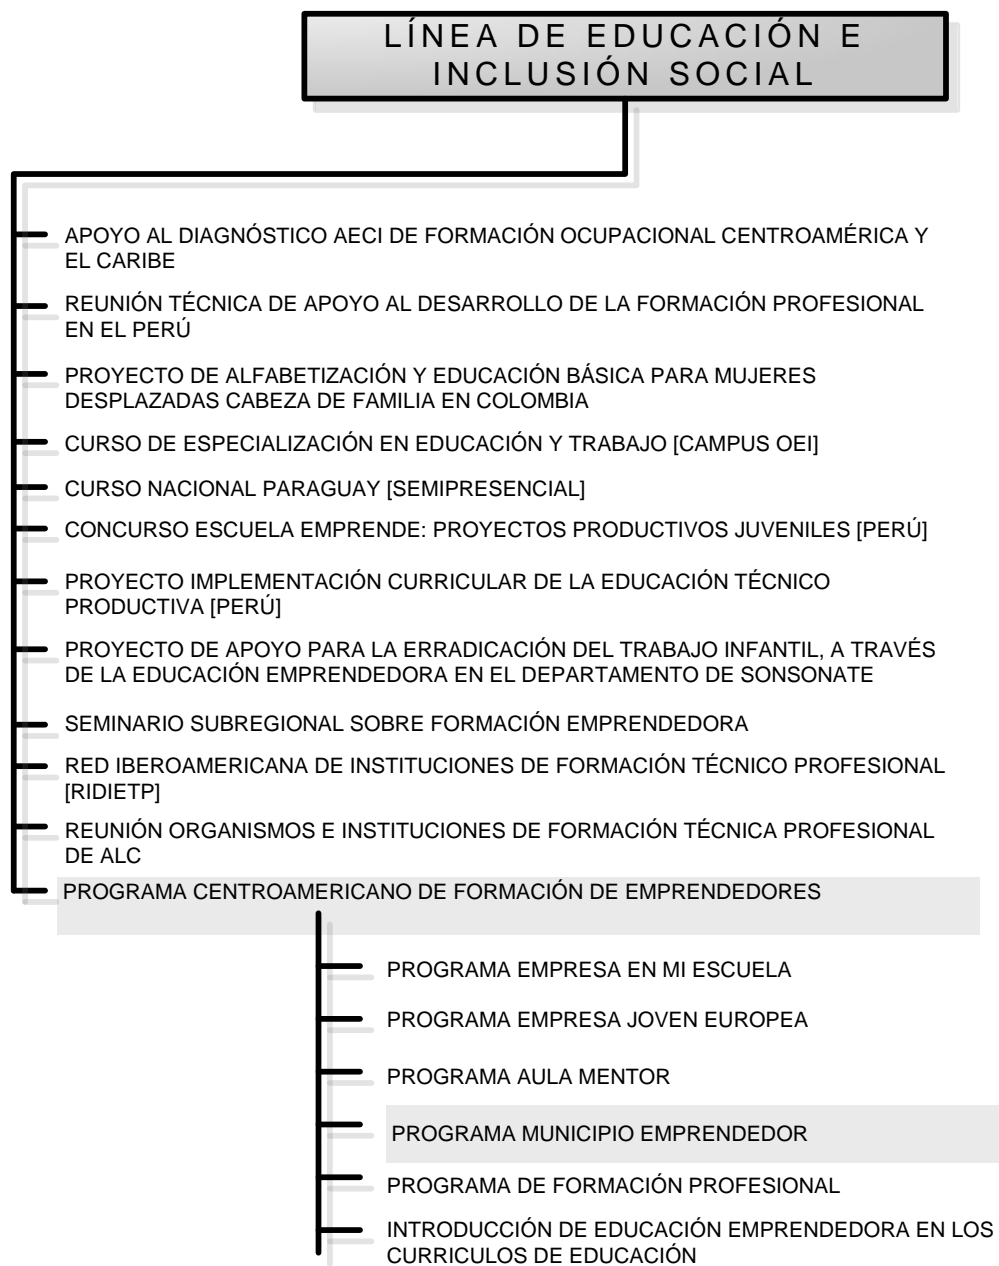 LÍNEA DE EDUCACIÓN E
INCLUSIÓN SOCIAL
APOYO AL DIAGNÓSTICO AECI DE FORMACIÓN OCUPACIONAL CENTROAMÉRICA Y
EL CARIBE
REUNIÓN TÉCNICA DE APOYO AL DESARROLLO DE LA FORMACIÓN PROFESIONAL
EN EL PERÚ
PROYECTO DE ALFABETIZACIÓN Y EDUCACIÓN BÁSICA PARA MUJERES
DESPLAZADAS CABEZA DE FAMILIA EN COLOMBIA
CURSO DE ESPECIALIZACIÓN EN EDUCACIÓN Y TRABAJO [CAMPUS OEI]
CURSO NACIONAL PARAGUAY [SEMIPRESENCIAL]
CONCURSO ESCUELA EMPRENDE: PROYECTOS PRODUCTIVOS JUVENILES [PERÚ]
PROYECTO IMPLEMENTACIÓN CURRICULAR DE LA EDUCACIÓN TÉCNICO
PRODUCTIVA [PERÚ]
PROYECTO DE APOYO PARA LA ERRADICACIÓN DEL TRABAJO INFANTIL, A TRAVÉS
DE LA EDUCACIÓN EMPRENDEDORA EN EL DEPARTAMENTO DE SONSONATE
SEMINARIO SUBREGIONAL SOBRE FORMACIÓN EMPRENDEDORA
RED IBEROAMERICANA DE INSTITUCIONES DE FORMACIÓN TÉCNICO PROFESIONAL
[RIDIETP]
REUNIÓN ORGANISMOS E INSTITUCIONES DE FORMACIÓN TÉCNICA PROFESIONAL
DE ALC
PROGRAMA CENTROAMERICANO DE FORMACIÓN DE EMPRENDEDORES
PROGRAMA EMPRESA EN MI ESCUELA
PROGRAMA EMPRESA JOVEN EUROPEA
PROGRAMA AULA MENTOR
PROGRAMA MUNICIPIO EMPRENDEDOR
PROGRAMA DE FORMACIÓN PROFESIONAL
INTRODUCCIÓN DE EDUCACIÓN EMPRENDEDORA EN LOS
CURRICULOS DE EDUCACIÓN